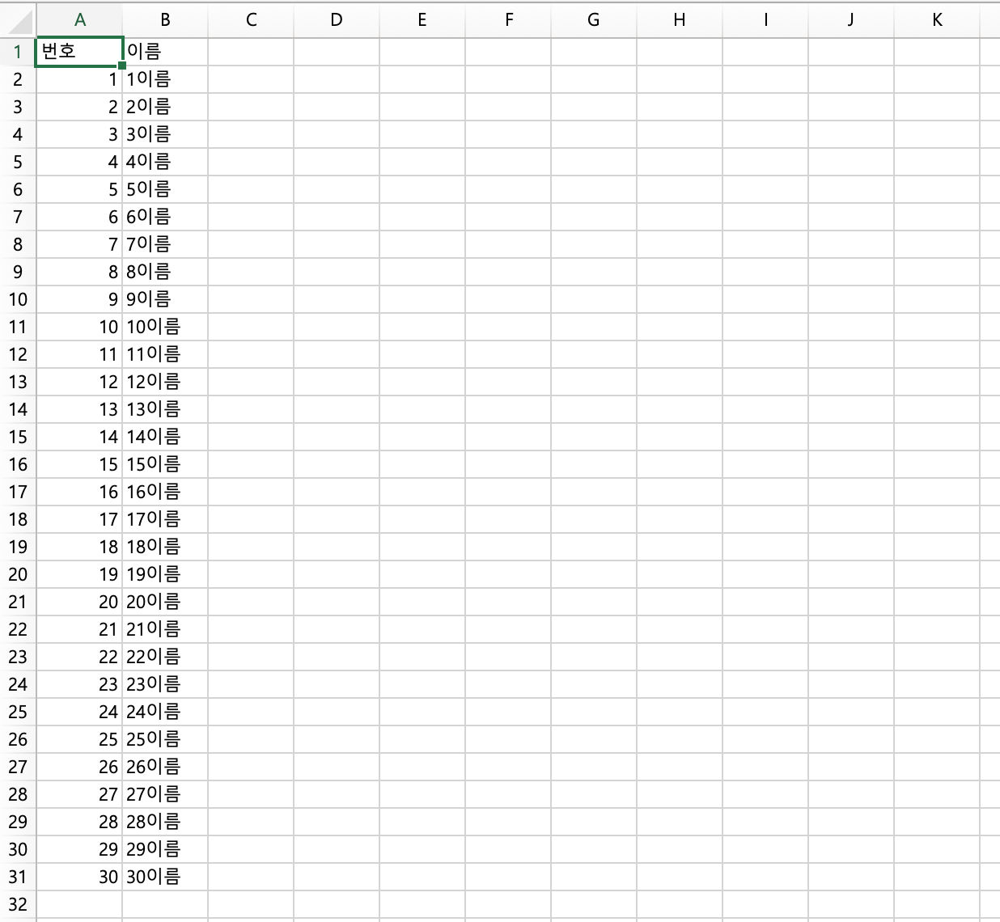 A B C D E F G H I J K
1 번호 이름
2 1 1이름
3 2 2이름
4 3 3이름
5 4 4이름
6 5 5이름
7 6 6이름
8 7 7이름
9 8 8이름
10 9 9이름
11 10 10이름
12 11 11이름
13 12 12이름
14 13 13이름
15 14 14이름
16 15 15이름
17 16 16이름
18 17 17이름
19 18 18이름
20 19 19이름
21 20 20이름
22 21 21이름
23 22 22이름
24 23 23이름
25 24 24이름
26 25 25이름
27 26 26이름
28 27 27이름
29 28 28이름
30 29 29이름
31 30 30이름
32